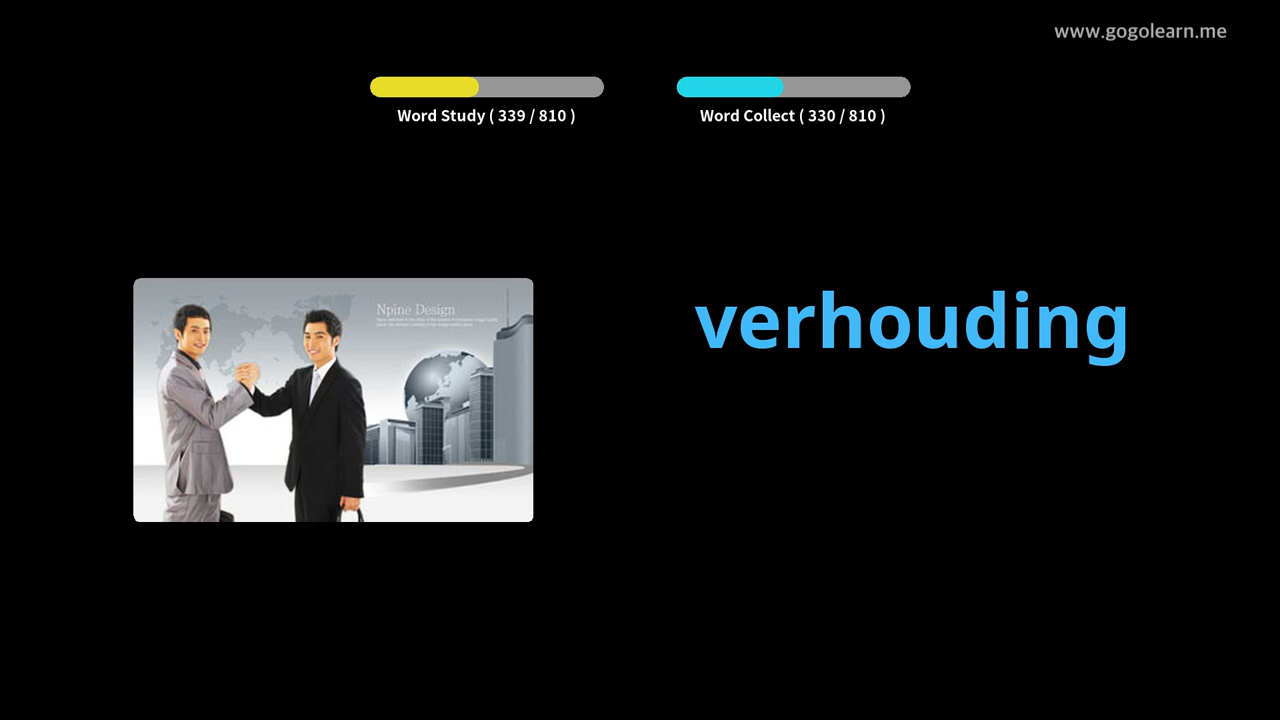 www.gogolearn.me
Word Study ( 339 / 810 )
Word Collect ( 330 / 810 )
Npine Design
verhouding